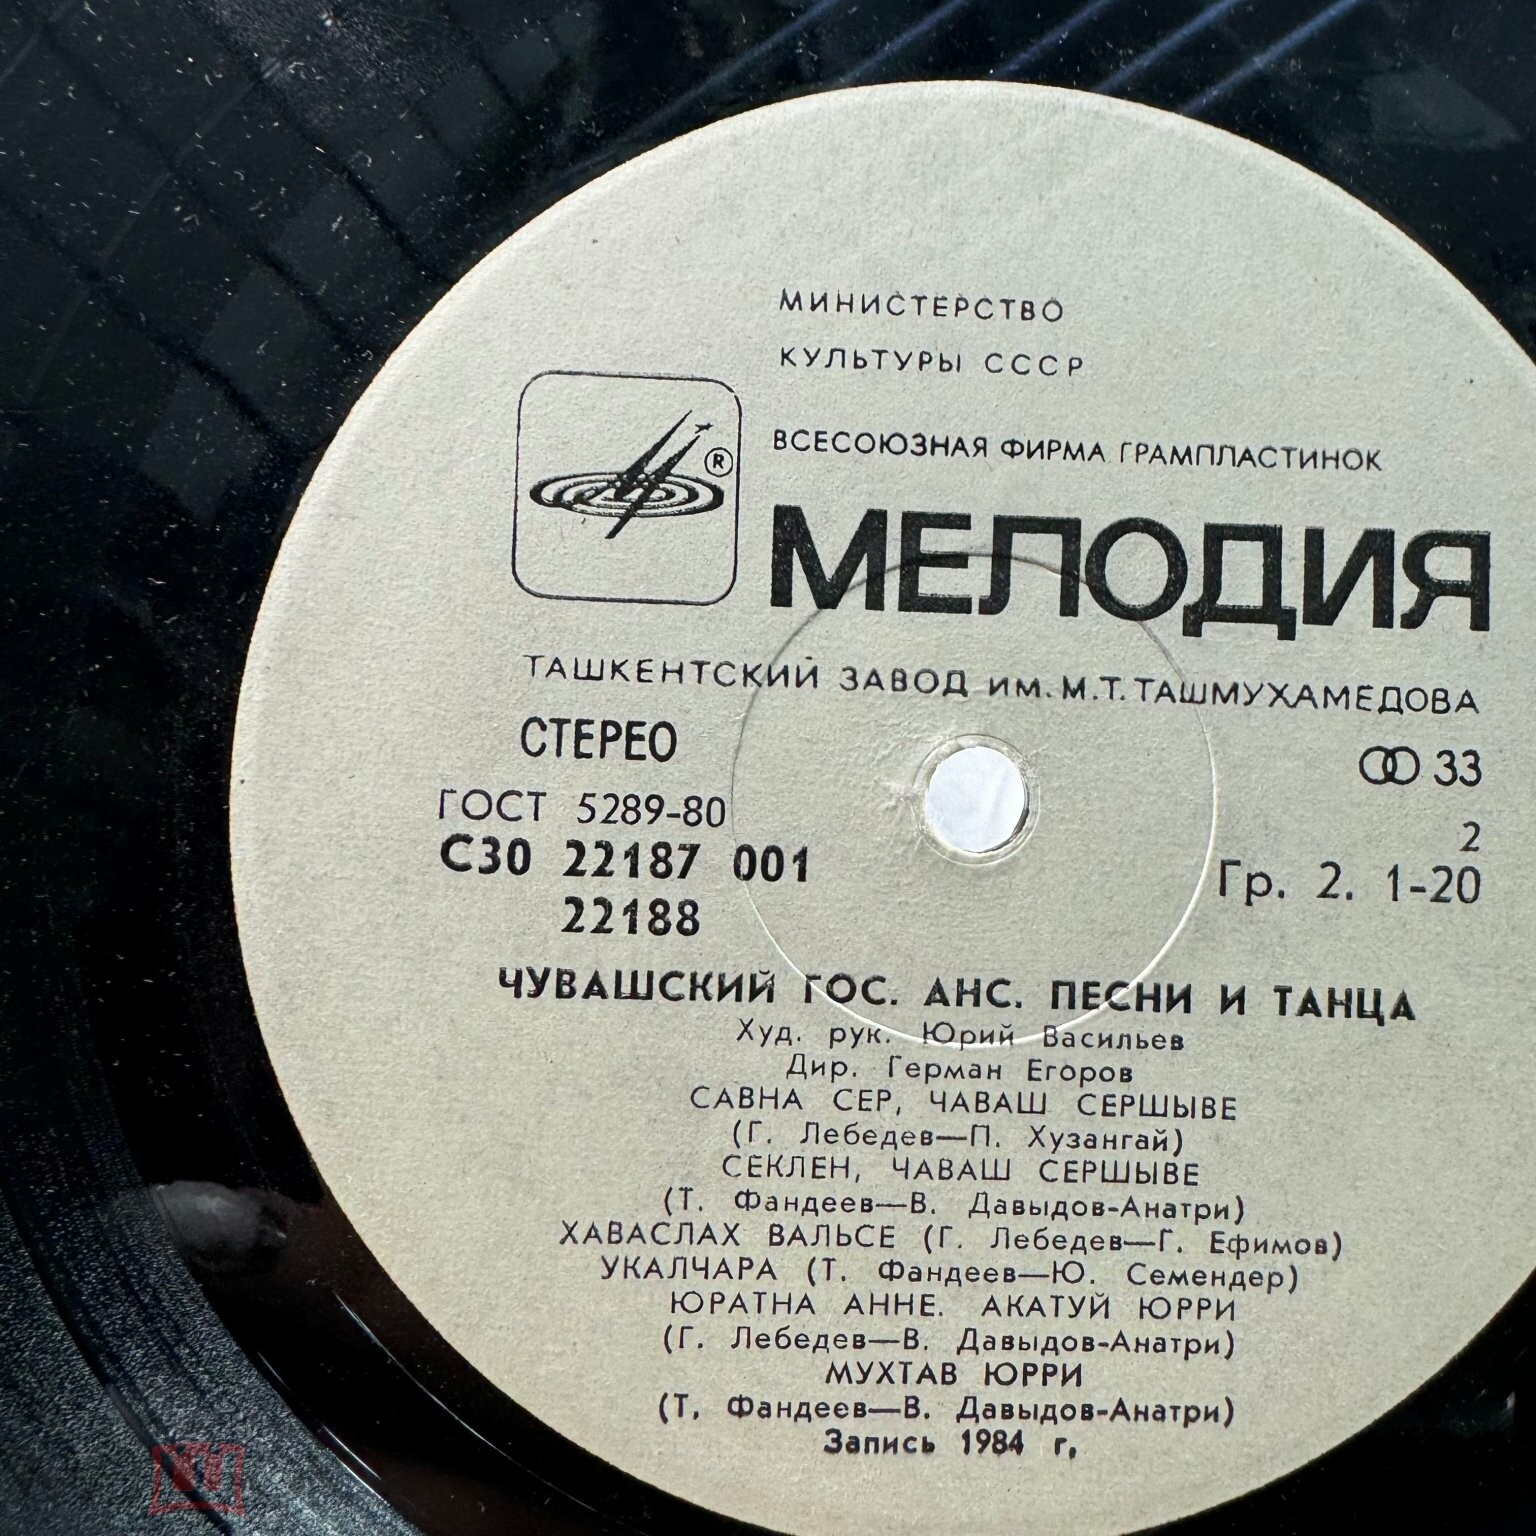 МИНИСТЕРСТВО
КУЛЬТУРЫ СССР
ВСЕСОЮЗНАЯ ФИРМА ГРАМПЛАСТИНОК
®
МЕЛОДИЯ
ТАШКЕНТСКИЙ ЗАВОД ИМ. М.Т. ТАШМУХАМЕДОВА
СТЕРЕО
33
ГОСТ 5289-80
2
С30 22187 001
Гр. 2. 1-20
22188
ЧУВАШСКИЙ ГОС. АНС. ПЕСНИ И ТАНЦА
Худ. рук. Юрий Васильев
Дир. Герман Егоров
САВНА СЕР, ЧАВАШ СЕРШЫВЕ
(Г. Лебедев—П. Хузангай)
СЕКЛЕН, ЧАВАШ СЕРШЫВЕ
(Т. Фандеев—В. Давыдов-Анатри)
ХАВАСЛАХ ВАЛЬСЕ (Г. Лебедев—Г. Ефимов)
УКАЛЧАРА (Т. Фандеев—Ю. Семендер)
ЮРАТНА АННЕ. АКАТУЙ ЮРРИ
(Г. Лебедев—В. Давыдов-Анатри)
МУХТАВ ЮРРИ
(Т, Фандеев—В. Давыдов-Анатри)
Запись 1984 г,